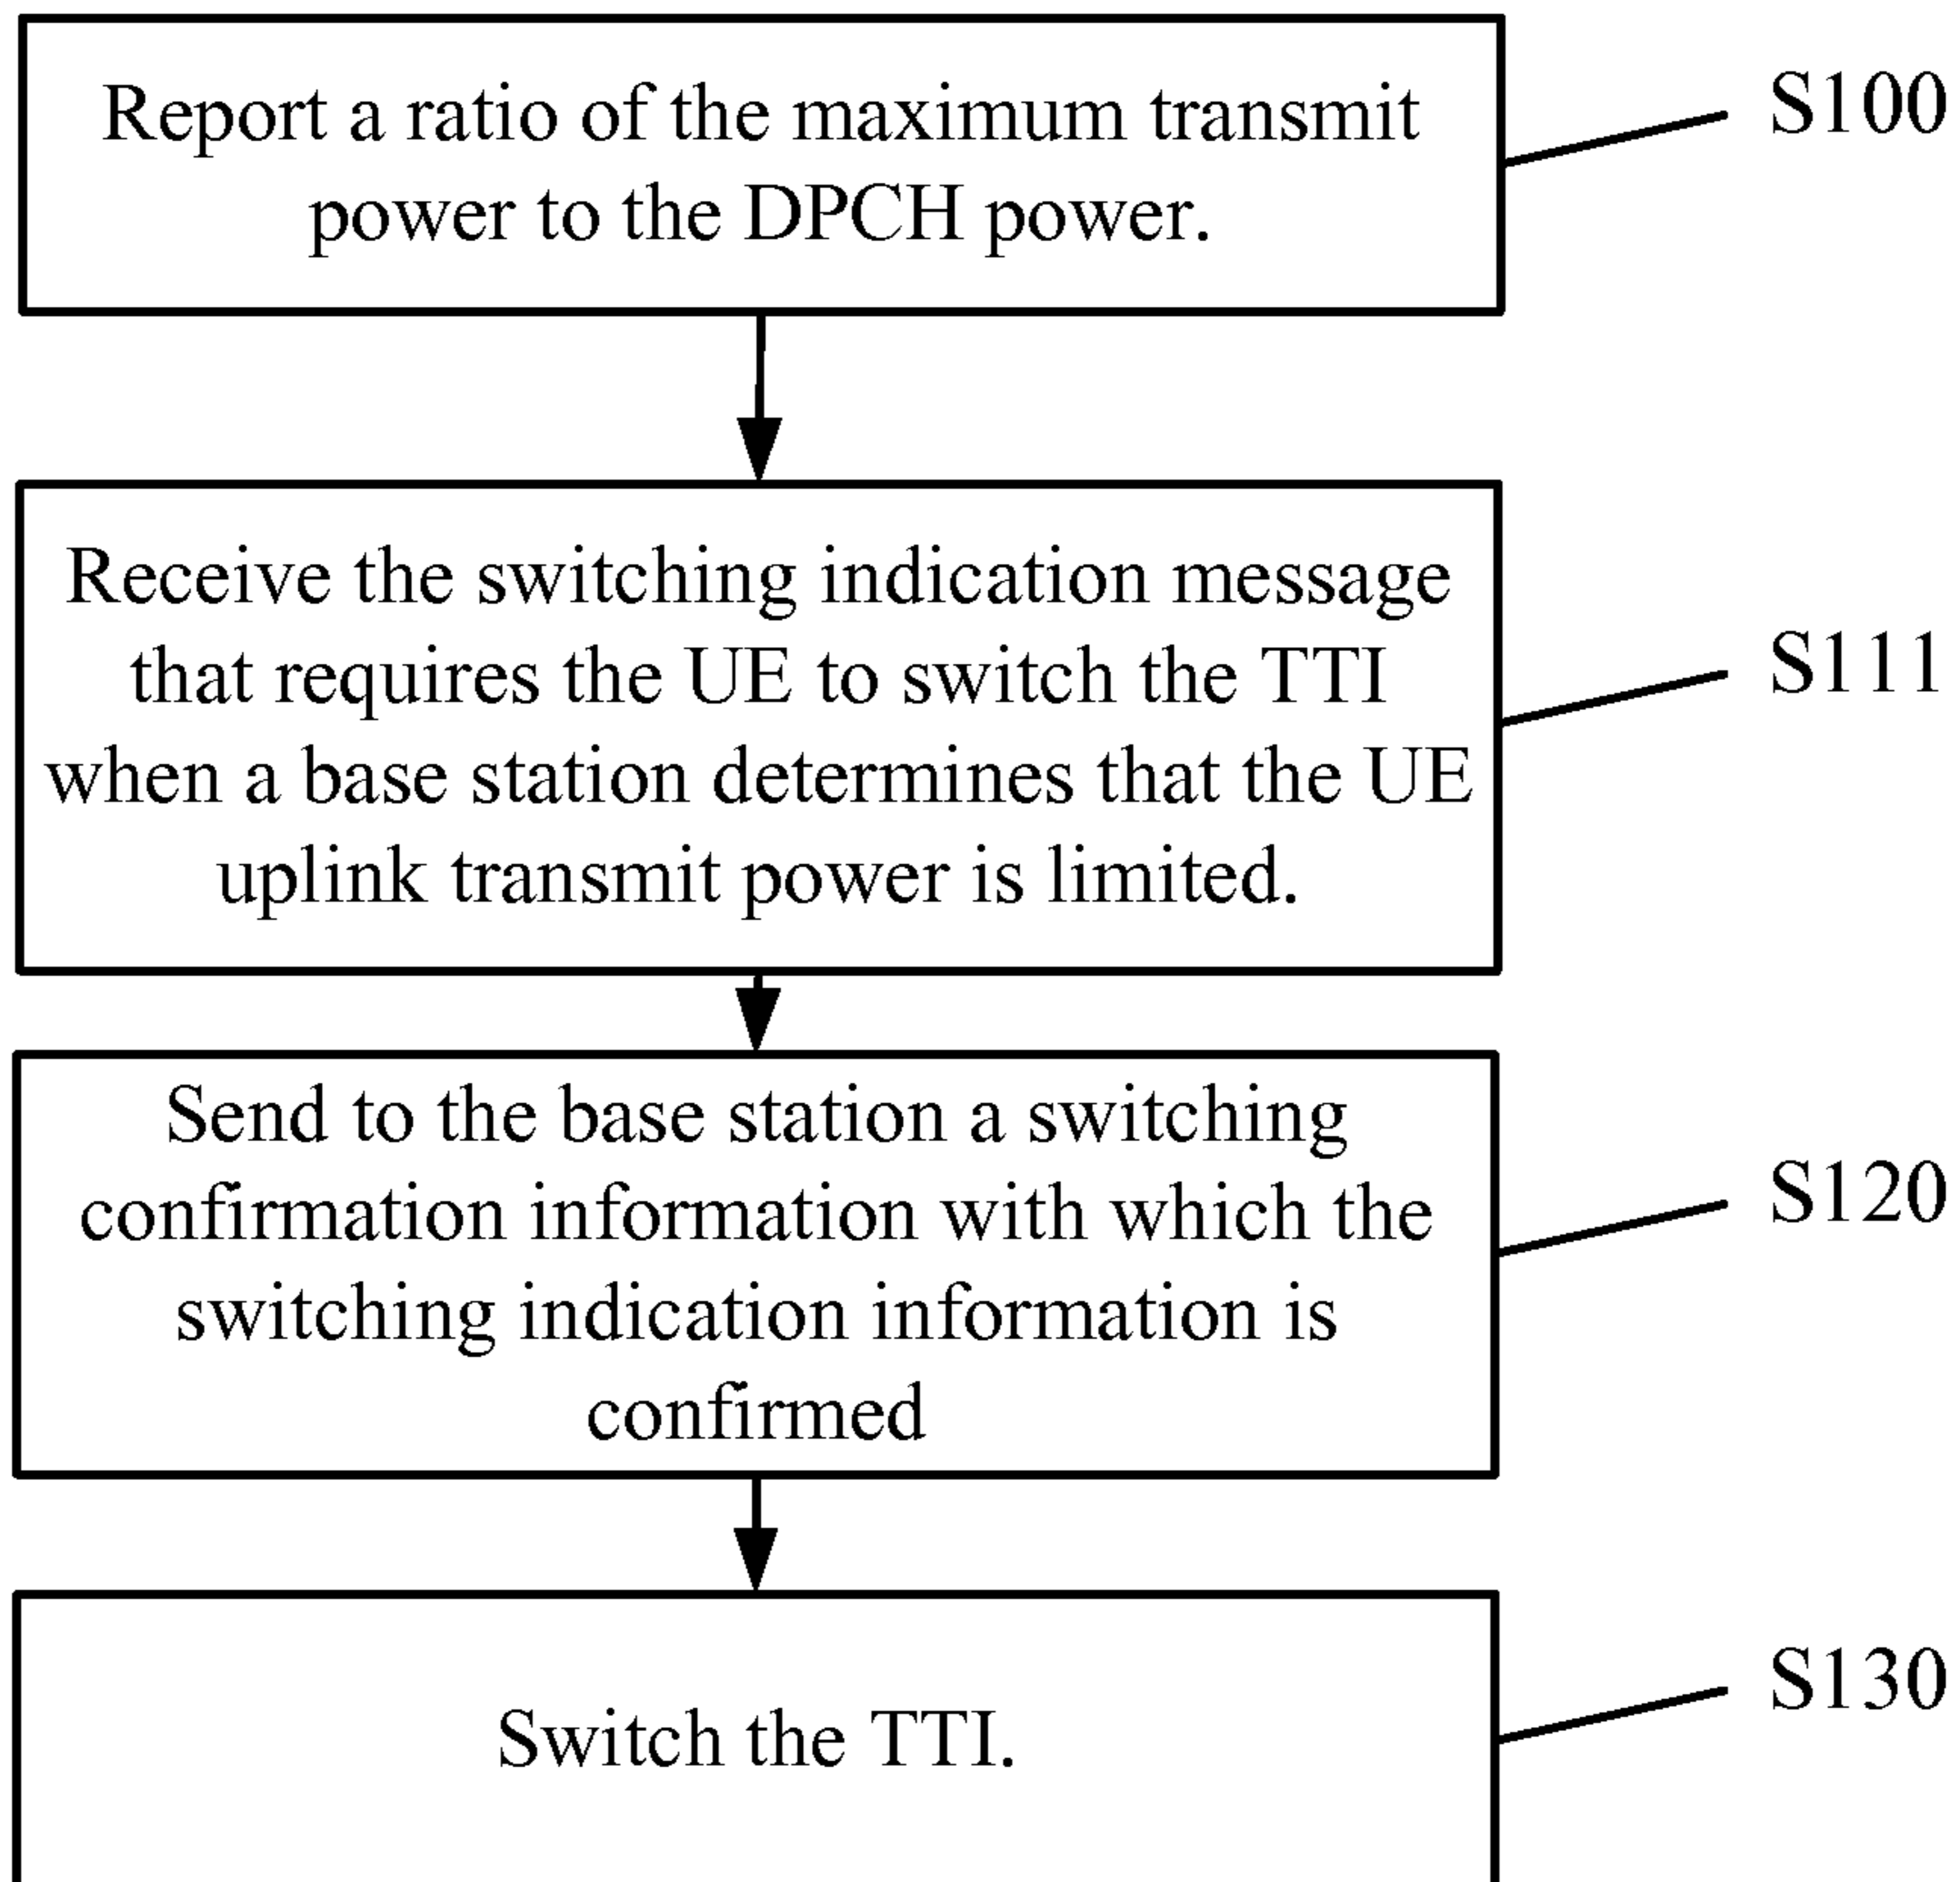 Report a ratio of the maximum transmit
power to the DPCH power.
S100
Receive the switching indication message
that requires the UE to switch the TTI
when a base station determines that the UE
uplink transmit power is limited.
S111
Send to the base station a switching
confirmation information with which the
switching indication information is
confirmed
S120
Switch the TTI.
S130